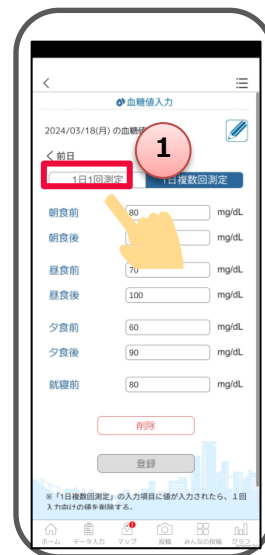 血糖値入力
2024/03/18(月) の血糖値
1
前日
1日1回測定
1日複数回測定
朝食前 80 mg/dL
朝食後 mg/dL
昼食前 70 mg/dL
昼食後 100 mg/dL
夕食前 60 mg/dL
夕食後 90 mg/dL
就寝前 80 mg/dL
削除
登録
※「1日複数回測定」の入力項目に値が入力されたら、1回
入力向けの値を削除する。
ホーム データ入力 マップ 投稿 みんなの投稿 グラフ